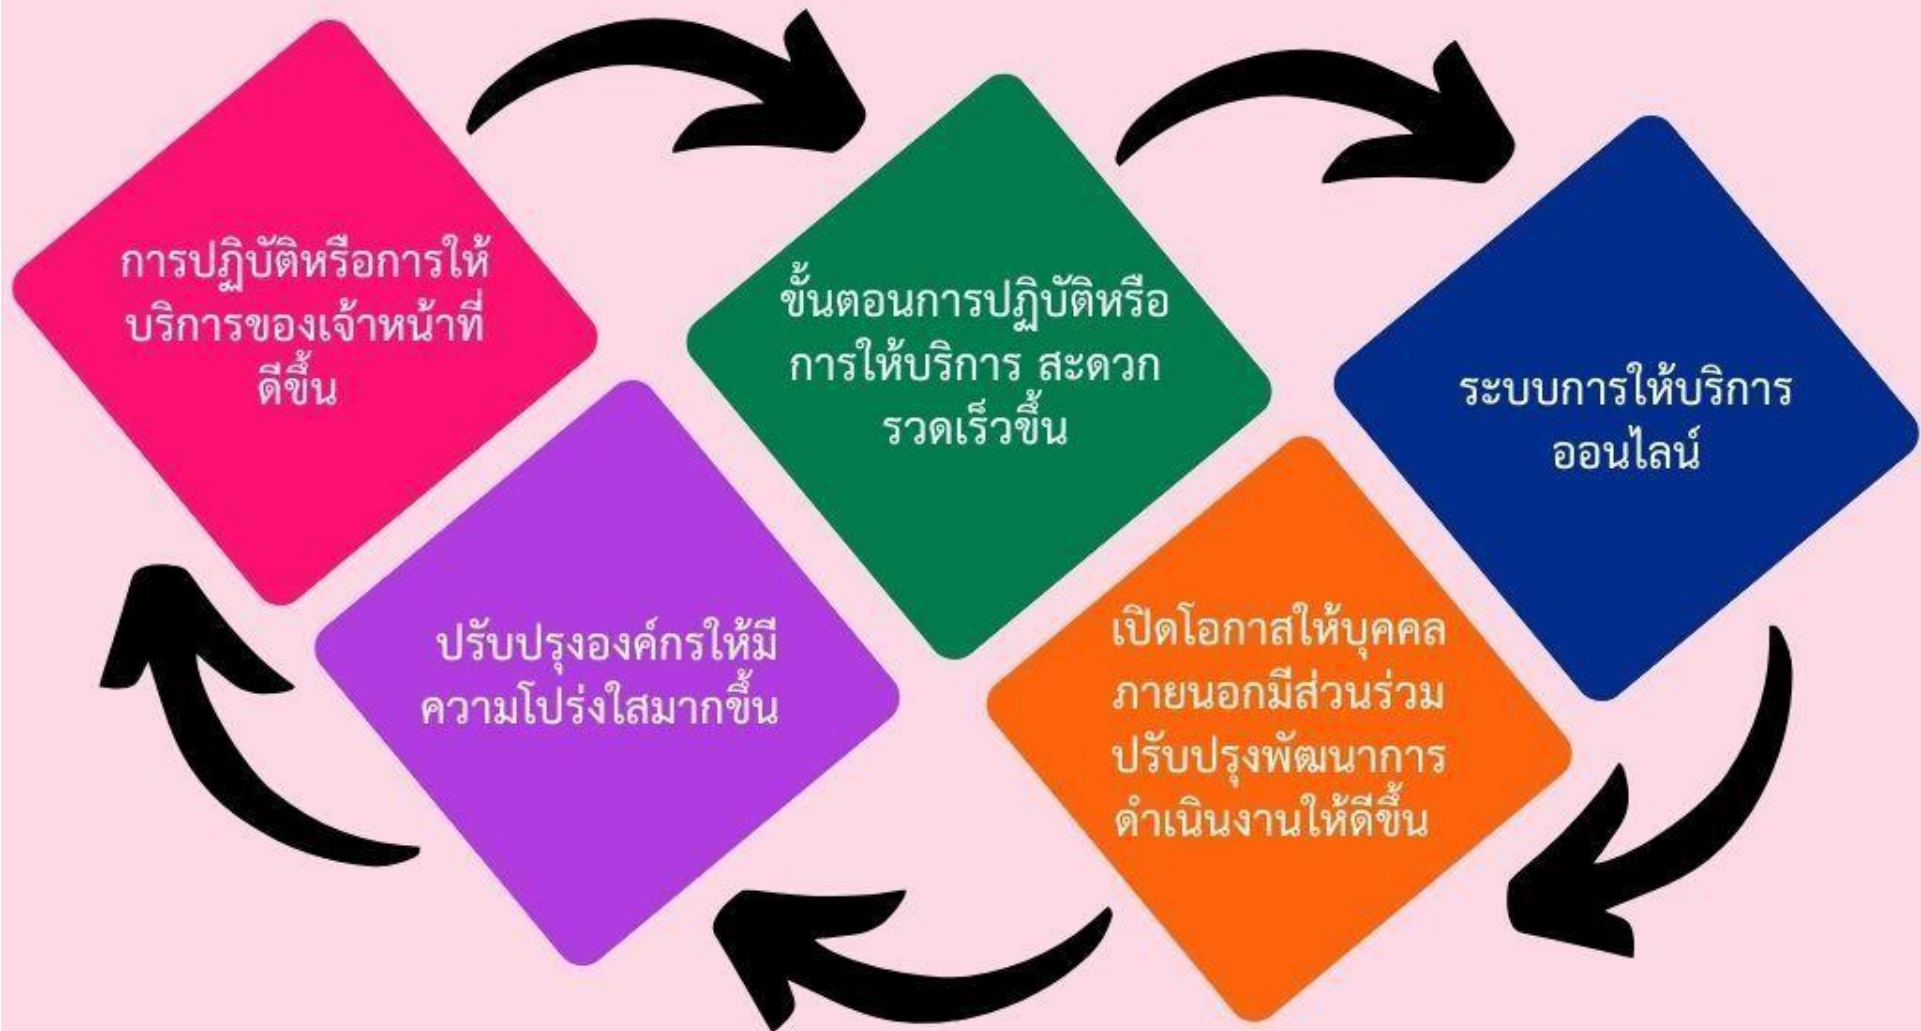 การปฏิบัติหรือการให้
บริการของเจ้าหน้าที่
ดีขึ้น
ขั้นตอนการปฏิบัติหรือ
การให้บริการ สะดวก
รวดเร็วขึ้น
ระบบการให้บริการ
ออนไลน์
เปิดโอกาสให้บุคคล
ภายนอกมีส่วนร่วม
ปรับปรุงพัฒนาการ
ดำเนินงานให้ดีขึ้น
ปรับปรุงองค์กรให้มี
ความโปร่งใสมากขึ้น